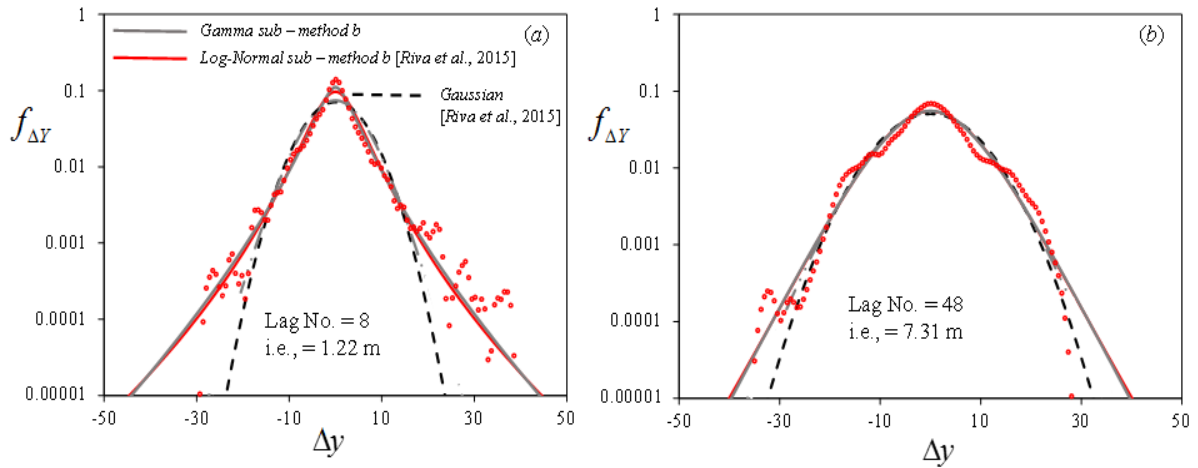 1
0.1
0.01
0.001
0.0001
0.00001
f ΔY
Gamma sub – method b
Log-Normal sub – method b [Riva et al., 2015]
Gaussian
[Riva et al., 2015]
(a)
Lag No. = 8
i.e., = 1.22 m
-50 -30 -10 10 30 50
Δy
1
0.1
0.01
0.001
0.0001
0.00001
f ΔY
(b)
Lag No. = 48
i.e., = 7.31 m
-50 -30 -10 10 30 50
Δy